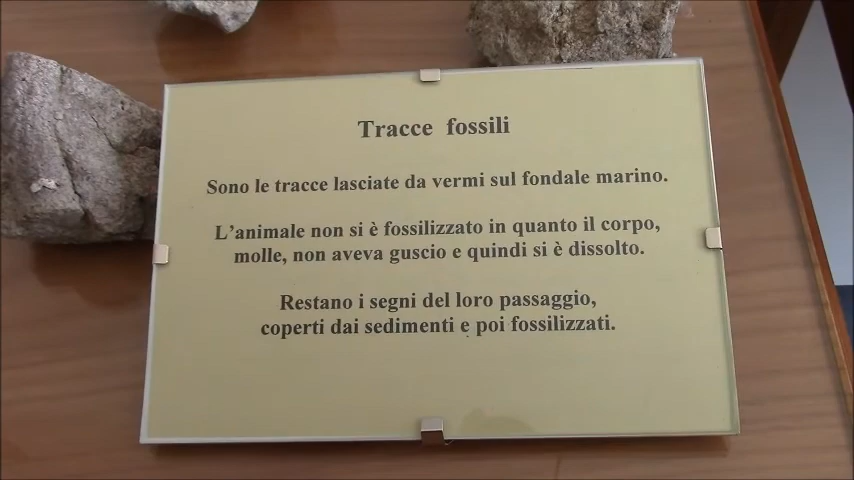 Tracce fossili
Sono le tracce lasciate da vermi sul fondale marino.
L'animale non si è fossilizzato in quanto il corpo,
molle, non aveva guscio e quindi si è dissolto.
Restano i segni del loro passaggio,
coperti dai sedimenti e poi fossilizzati.